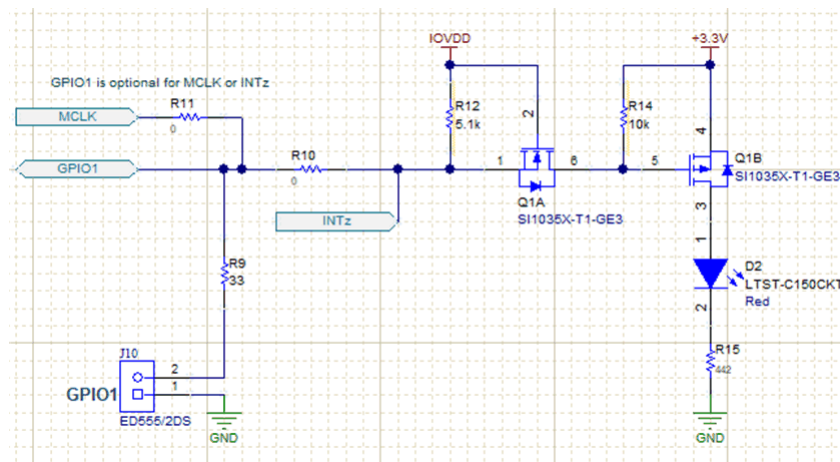 IOVDD
+3.3V
GPIO1 is optional for MCLK or INTz
MCLK
R11
0
R12
5.1k
2
R14
10k
4
GPIO1
R10
0
1
6
5
Q1B
SI1035X-T1-GE3
Q1A
SI1035X-T1-GE3
3
INTz
R9
33
1
D2
LTST-C150CKT
Red
2
J10
2
1
GPIO1
ED555/2DS
GND
R15
442
GND